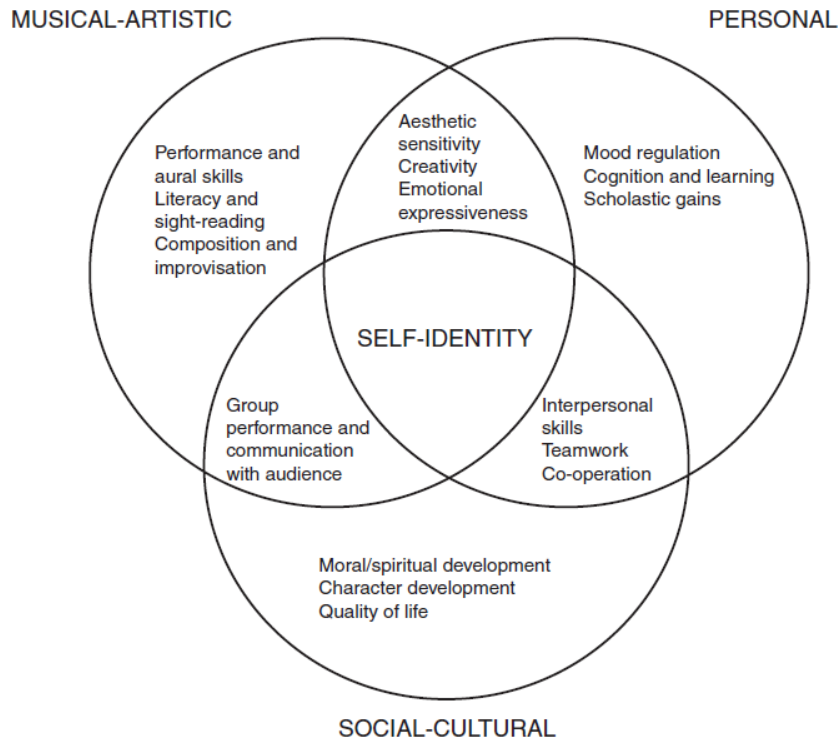 MUSICAL-ARTISTIC
PERSONAL
Performance and
aural skills
Literacy and
sight-reading
Composition and
improvisation
Aesthetic
sensitivity
Creativity
Emotional
expressiveness
Mood regulation
Cognition and learning
Scholastic gains
SELF-IDENTITY
Group
performance and
communication
with audience
Interpersonal
skills
Teamwork
Co-operation
Moral/spiritual development
Character development
Quality of life
SOCIAL-CULTURAL